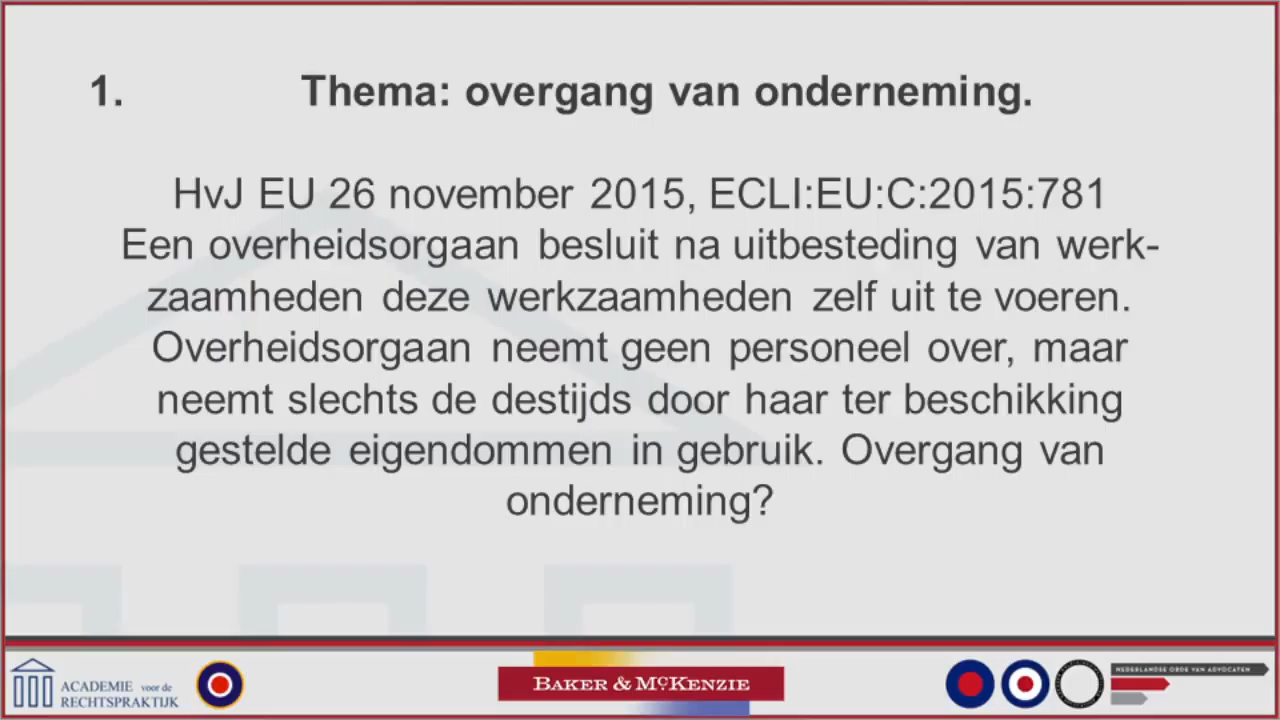 1. Thema: overgang van onderneming.
HvJ EU 26 november 2015, ECLI:EU:C:2015:781
Een overheidsorgaan besluit na uitbesteding van werk-
zaamheden deze werkzaamheden zelf uit te voeren.
Overheidsorgaan neemt geen personeel over, maar
neemt slechts de destijds door haar ter beschikking
gestelde eigendommen in gebruik. Overgang van
onderneming?
ACADEMIE voor de
RECHTSPRAKTIJK
BAKER & MCKENZIE
NEDERLANDSE ORDE VAN ADVOCATEN